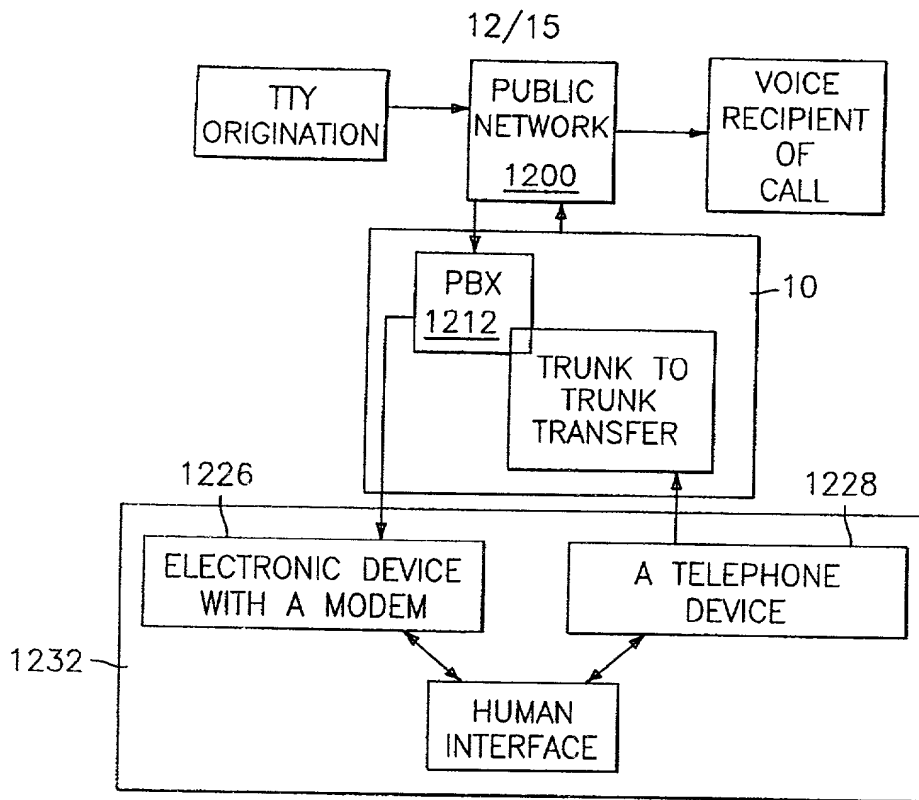 12/15
TTY
ORIGINATION
PUBLIC
NETWORK
1200
VOICE
RECIPIENT
OF
CALL
PBX
1212
10
TRUNK TO
TRUNK
TRANSFER
1226
1228
ELECTRONIC DEVICE
WITH A MODEM
A TELEPHONE
DEVICE
1232
HUMAN
INTERFACE